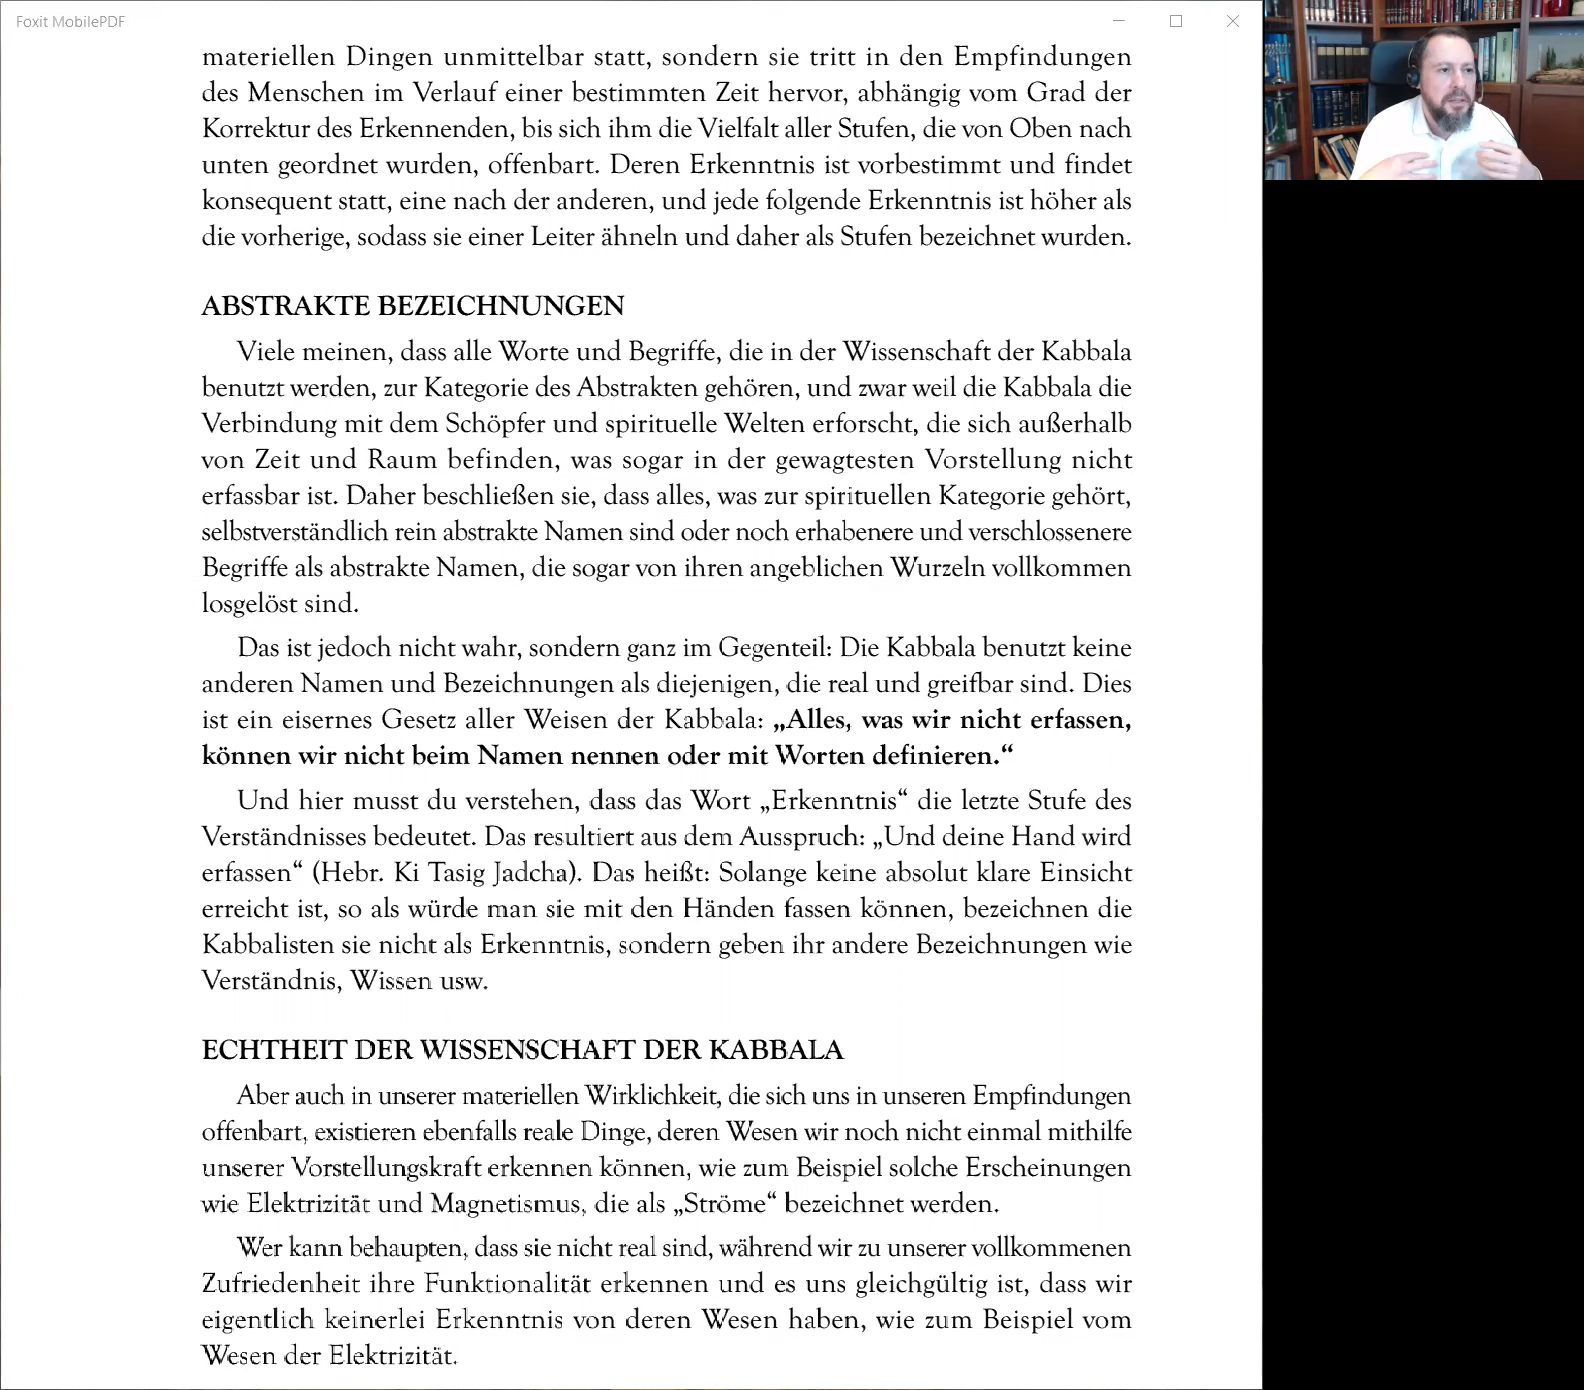 Foxit MobilePDF
materiellen Dingen unmittelbar statt, sondern sie tritt in den Empfindungen
des Menschen im Verlauf einer bestimmten Zeit hervor, abhängig vom Grad der
Korrektur des Erkennenden, bis sich ihm die Vielfalt aller Stufen, die von Oben nach
unten geordnet wurden, offenbart. Deren Erkenntnis ist vorbestimmt und findet
konsequent statt, eine nach der anderen, und jede folgende Erkenntnis ist höher als
die vorherige, sodass sie einer Leiter ähneln und daher als Stufen bezeichnet wurden.
ABSTRAKTE BEZEICHNUNGEN
Viele meinen, dass alle Worte und Begriffe, die in der Wissenschaft der Kabbala
benutzt werden, zur Kategorie des Abstrakten gehören, und zwar weil die Kabbala die
Verbindung mit dem Schöpfer und spirituelle Welten erforscht, die sich außerhalb
von Zeit und Raum befinden, was sogar in der gewagtesten Vorstellung nicht
erfassbar ist. Daher beschließen sie, dass alles, was zur spirituellen Kategorie gehört,
selbstverständlich rein abstrakte Namen sind oder noch erhabenere und verschlossenere
Begriffe als abstrakte Namen, die sogar von ihren angeblichen Wurzeln vollkommen
losgelöst sind.
Das ist jedoch nicht wahr, sondern ganz im Gegenteil: Die Kabbala benutzt keine
anderen Namen und Bezeichnungen als diejenigen, die real und greifbar sind. Dies
ist ein eisernes Gesetz aller Weisen der Kabbala: „Alles, was wir nicht erfassen,
können wir nicht beim Namen nennen oder mit Worten definieren.“
Und hier musst du verstehen, dass das Wort „Erkenntnis“ die letzte Stufe des
Verständnisses bedeutet. Das resultiert aus dem Ausspruch: „Und deine Hand wird
erfassen“ (Hebr. Ki Tasig Jadcha). Das heißt: Solange keine absolut klare Einsicht
erreicht ist, so als würde man sie mit den Händen fassen können, bezeichnen die
Kabbalisten sie nicht als Erkenntnis, sondern geben ihr andere Bezeichnungen wie
Verständnis, Wissen usw.
ECHTHEIT DER WISSENSCHAFT DER KABBALA
Aber auch in unserer materiellen Wirklichkeit, die sich uns in unseren Empfindungen
offenbart, existieren ebenfalls reale Dinge, deren Wesen wir noch nicht einmal mithilfe
unserer Vorstellungskraft erkennen können, wie zum Beispiel solche Erscheinungen
wie Elektrizität und Magnetismus, die als „Ströme“ bezeichnet werden.
Wer kann behaupten, dass sie nicht real sind, während wir zu unserer vollkommenen
Zufriedenheit ihre Funktionalität erkennen und es uns gleichgültig ist, dass wir
eigentlich keinerlei Erkenntnis von deren Wesen haben, wie zum Beispiel vom
Wesen der Elektrizität.